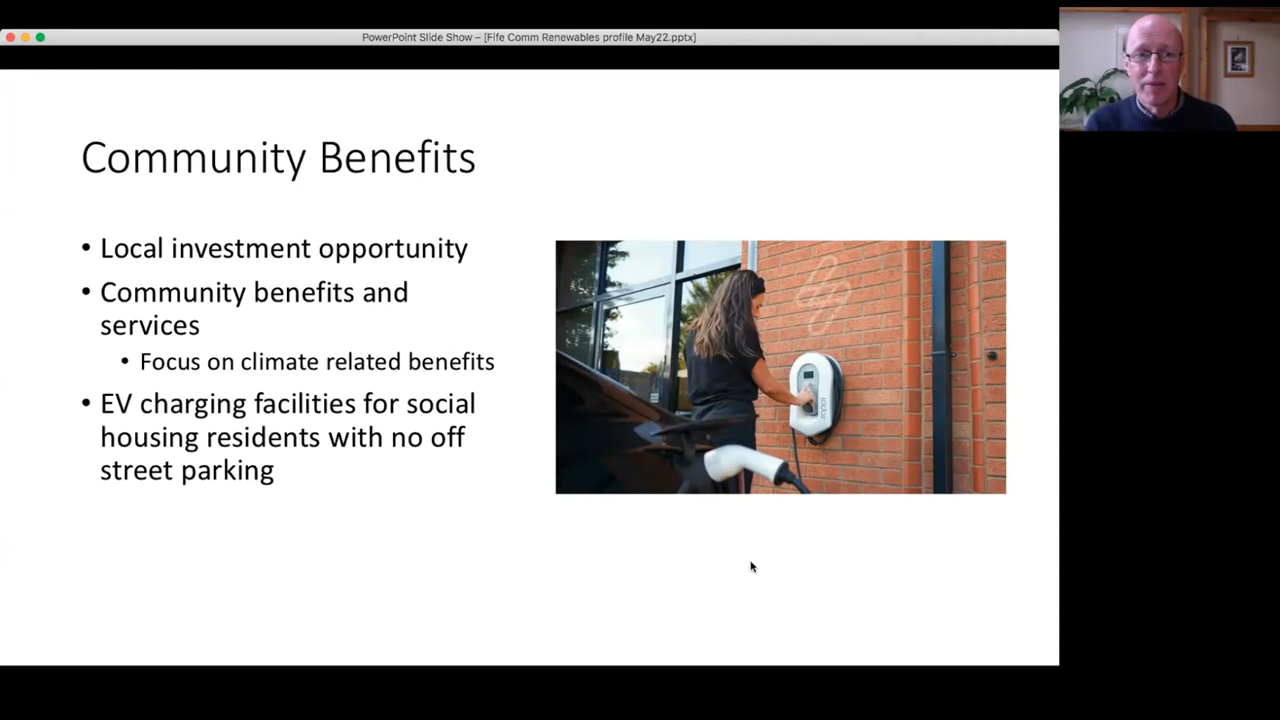 PowerPoint Slide Show – [Fife Comm Renewables profile May22.pptx]
Community Benefits
• Local investment opportunity
• Community benefits and
services
• Focus on climate related benefits
• EV charging facilities for social
housing residents with no off
street parking